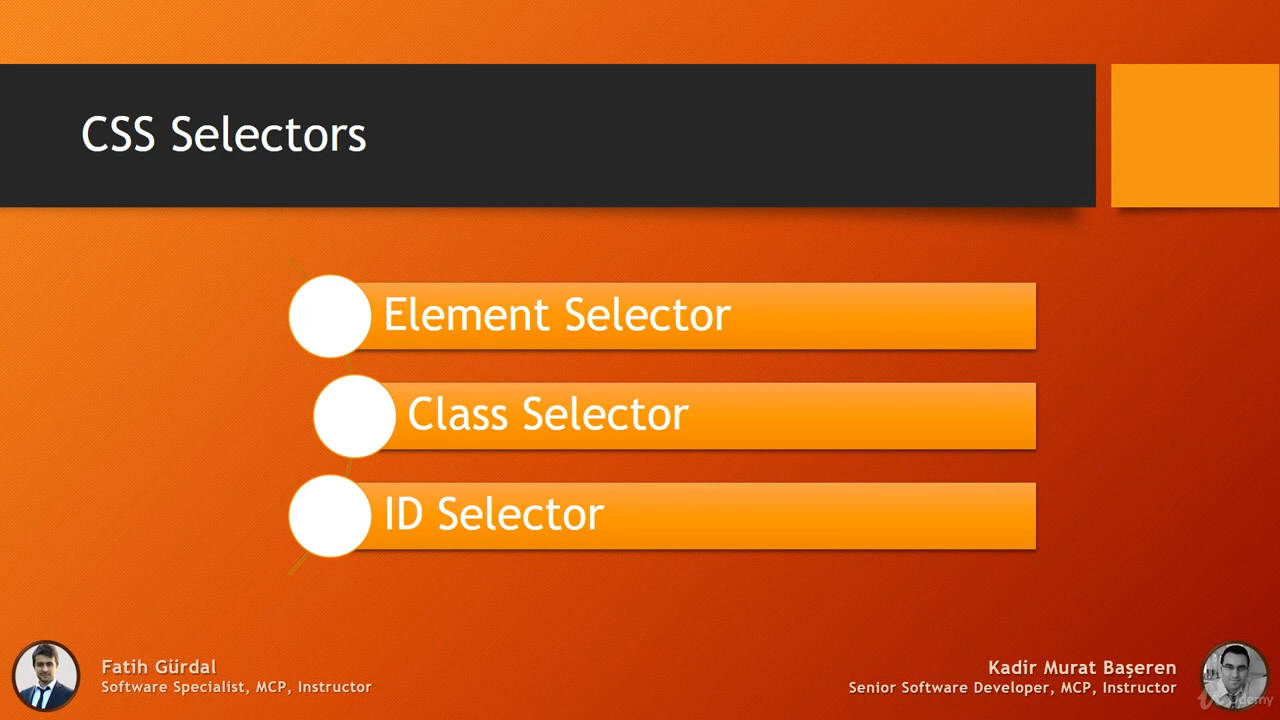 CSS Selectors
Element Selector
Class Selector
ID Selector
Fatih Gürdal
Software Specialist, MCP, Instructor
Kadir Murat Başeren
Senior Software Developer, MCP, Instructor
Udemy